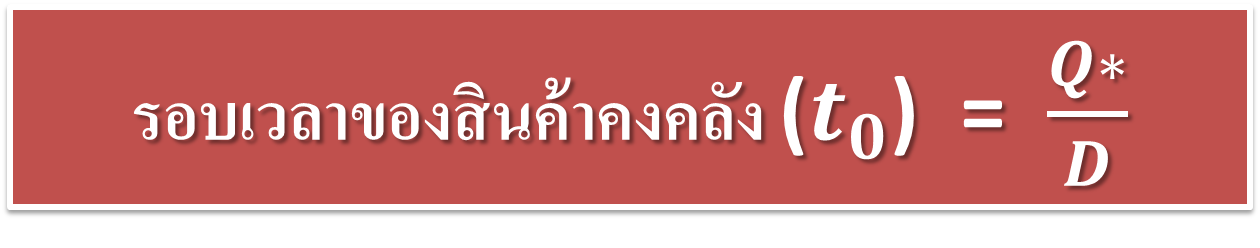 รอบเวลาของสินค้าคงคลัง (t₀) = Q* / D